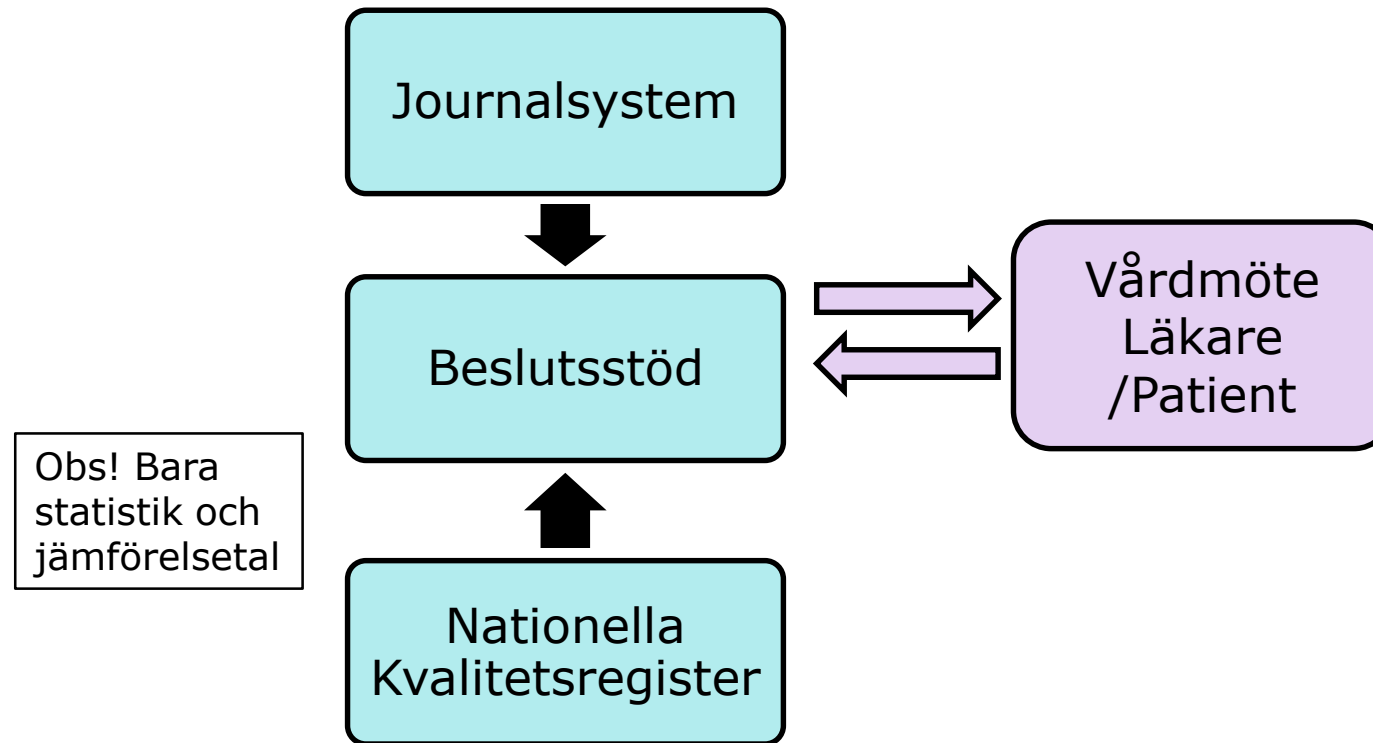 Journalsystem
Beslutsstöd
Vårdmöte
Läkare
/Patient
Obs! Bara
statistik och
jämförelsetal
Nationella
Kvalitetsregister